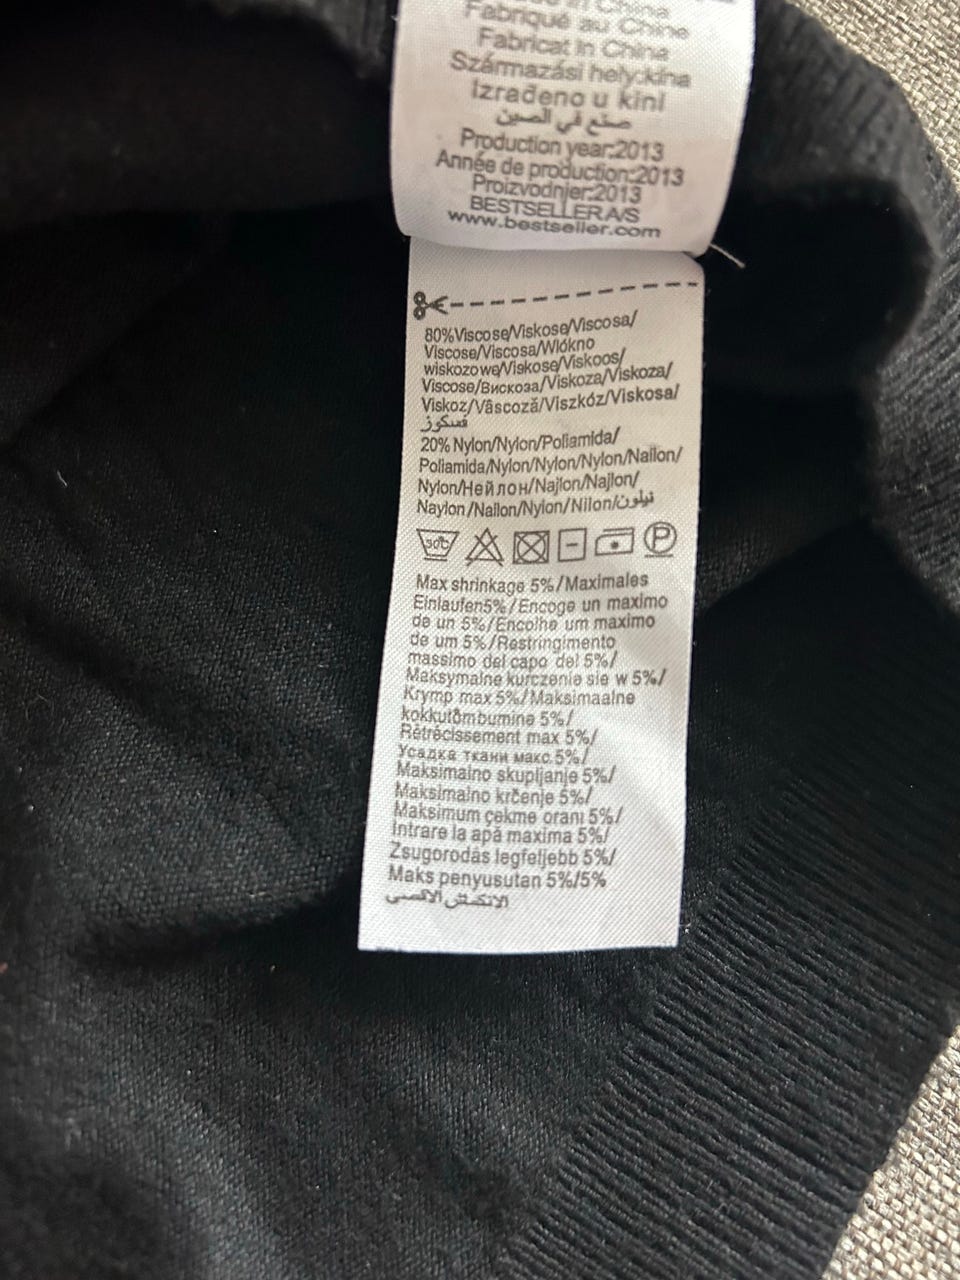 Made in China
Fabriqué au Chine
Fabricat in China
Származási hely:kína
Izrađeno u kini
صنع في الصين
Production year:2013
Année de production:2013
Proizvodnjer:2013
BESTSELLER A/S
www.bestseller.com
80%Viscose/Viskose/Viscosa/
Viscose/Viscosa/Wlókno
wiskozowe/Viskose/Viskoos/
Viscose/Вискоза/Viskoza/Viskoza/
Viskoz/Vâscoză/Viszkóz/Viskosa/
فسكوز
20% Nylon/Nylon/Poliamida/
Poliamida/Nylon/Nylon/Nylon/Nailon/
Nylon/Нейлон/Najlon/Najlon/
Naylon/Nailon/Nylon/Nilon/نيلون
30°C
P
Max shrinkage 5%/Maximales
Einlaufen5%/Encoge un maximo
de un 5%/Encolhe um maximo
de um 5%/Restringimento
massimo del capo del 5%/
Maksymalne kurczenie sie w 5%/
Krymp max 5%/Maksimaalne
kokkutõmbumine 5%/
Rétrécissement max 5%/
Усадка ткани макс.5%/
Maksimalno skupljanje 5%/
Maksimalno krčenje 5%/
Maksimum çekme oranı 5%/
Intrare la apă maxima 5%/
Zsugorodás legfeljebb 5%/
Maks penyusutan 5%/5%
الانكماش الاقصى